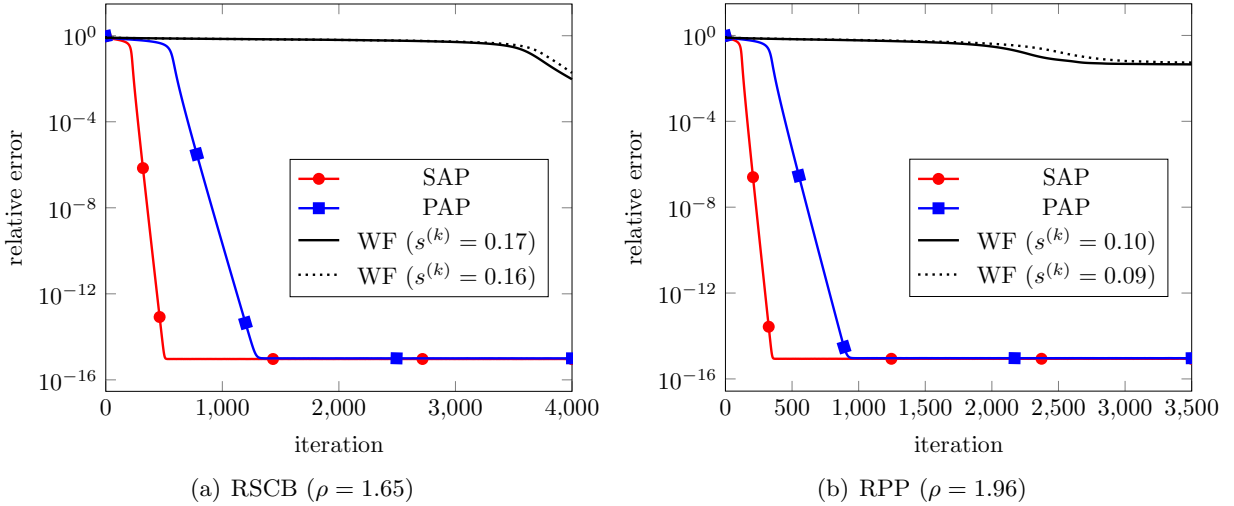 10^0
10^−4
10^−8
10^−12
10^−16
relative error
0
1,000
2,000
3,000
4,000
iteration
SAP
PAP
WF (s^(k) = 0.17)
WF (s^(k) = 0.16)
(a) RSCB (ρ = 1.65)
10^0
10^−4
10^−8
10^−12
10^−16
relative error
0
500
1,000
1,500
2,000
2,500
3,000
3,500
iteration
SAP
PAP
WF (s^(k) = 0.10)
WF (s^(k) = 0.09)
(b) RPP (ρ = 1.96)